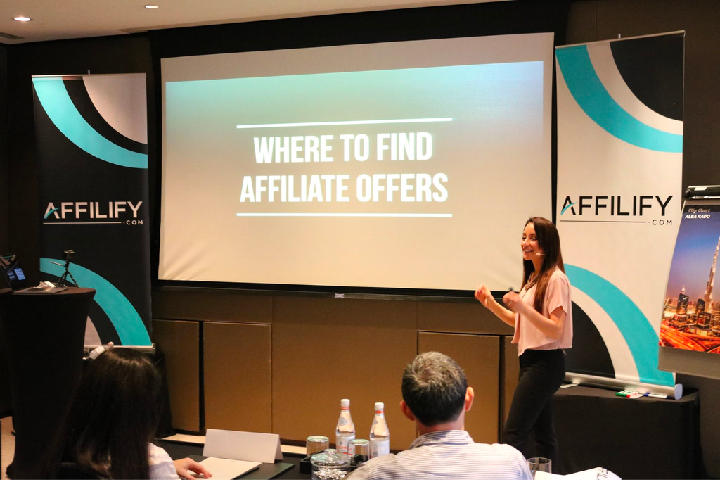 WHERE TO FIND
AFFILIATE OFFERS
AFFILIFY
.COM
AFFILIFY
.COM